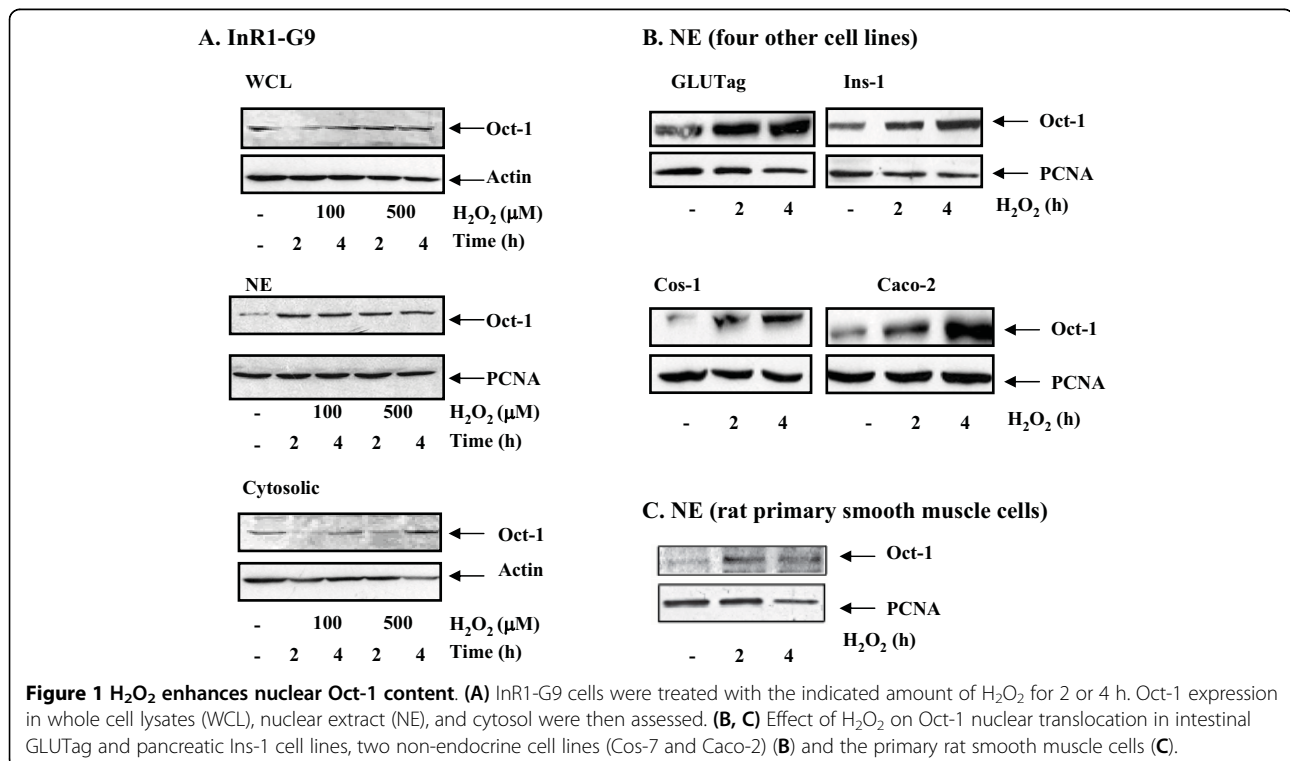 A. InR1-G9
WCL
Oct-1
Actin
- 100 500 H₂O₂ (μM)
- 2 4 2 4 Time (h)
NE
Oct-1
PCNA
- 100 500 H₂O₂ (μM)
- 2 4 2 4 Time (h)
Cytosolic
Oct-1
Actin
- 100 500 H₂O₂ (μM)
- 2 4 2 4 Time (h)
B. NE (four other cell lines)
GLUTag Ins-1
Oct-1
PCNA
- 2 4 - 2 4 H₂O₂ (h)
Cos-1 Caco-2
Oct-1
PCNA
- 2 4 - 2 4 H₂O₂ (h)
C. NE (rat primary smooth muscle cells)
Oct-1
PCNA
H₂O₂ (h)
- 2 4
Figure 1 H₂O₂ enhances nuclear Oct-1 content. (A) InR1-G9 cells were treated with the indicated amount of H₂O₂ for 2 or 4 h. Oct-1 expression
in whole cell lysates (WCL), nuclear extract (NE), and cytosol were then assessed. (B, C) Effect of H₂O₂ on Oct-1 nuclear translocation in intestinal
GLUTag and pancreatic Ins-1 cell lines, two non-endocrine cell lines (Cos-7 and Caco-2) (B) and the primary rat smooth muscle cells (C).